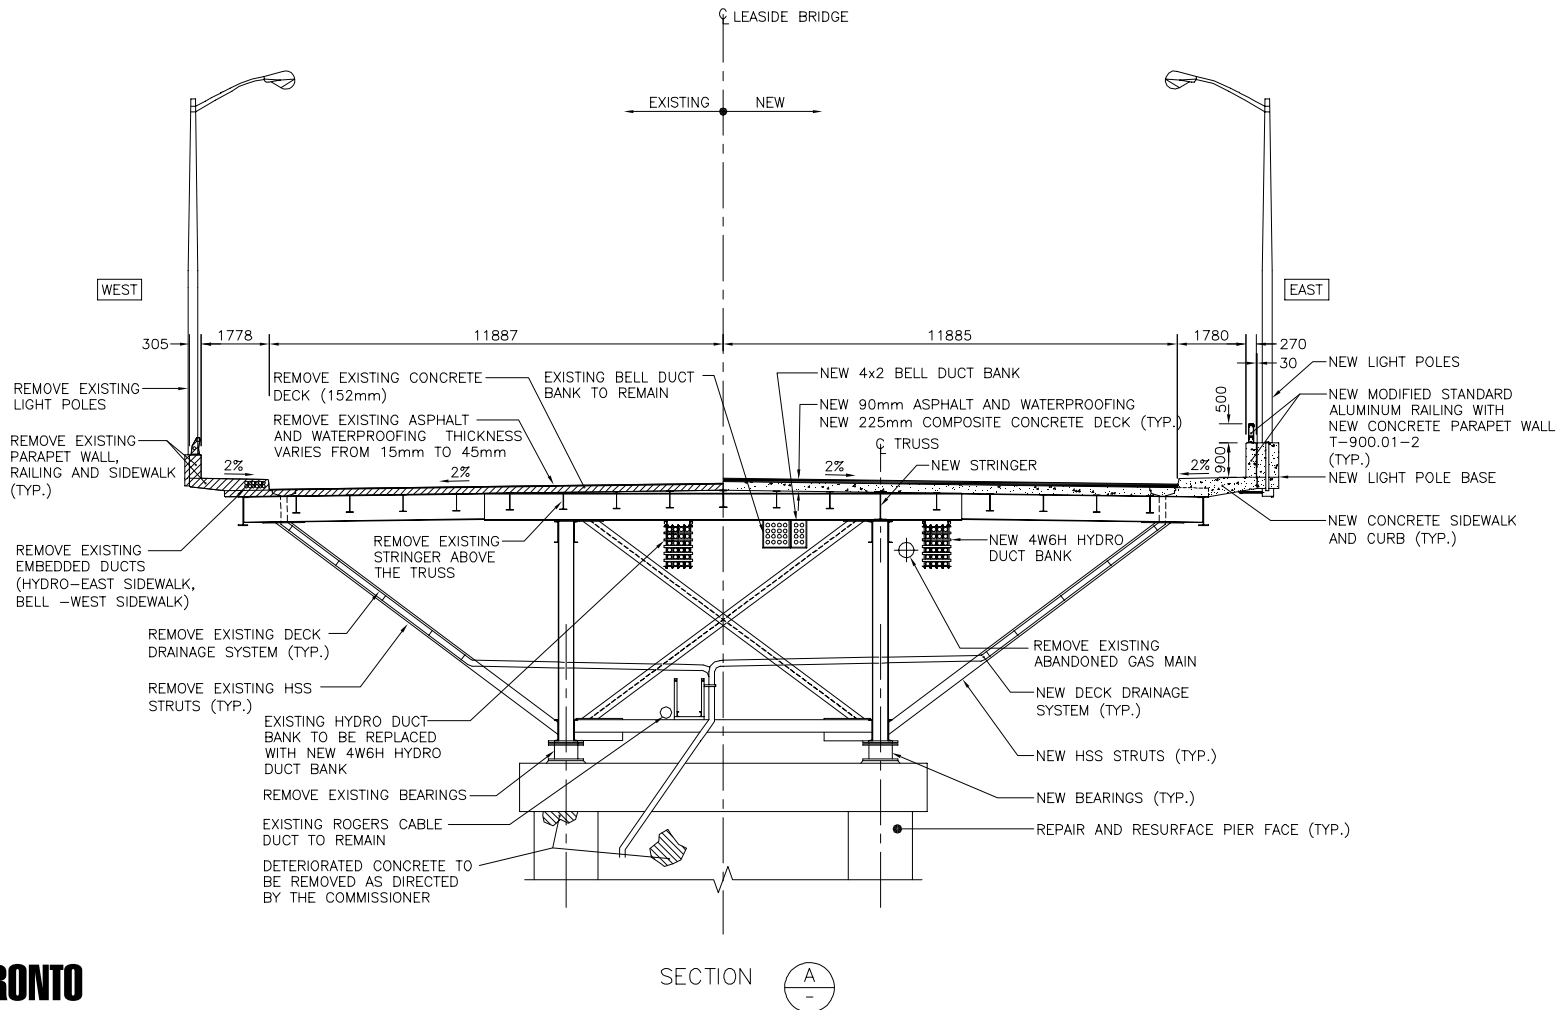 ℄ LEASIDE BRIDGE
EXISTING
NEW
WEST
EAST
305
1778
11887
11885
1780
270
30
500
900
2%
2%
2%
2%
REMOVE EXISTING
LIGHT POLES
REMOVE EXISTING
PARAPET WALL,
RAILING AND SIDEWALK
(TYP.)
REMOVE EXISTING CONCRETE
DECK (152mm)
REMOVE EXISTING ASPHALT
AND WATERPROOFING THICKNESS
VARIES FROM 15mm TO 45mm
EXISTING BELL DUCT
BANK TO REMAIN
NEW 4x2 BELL DUCT BANK
NEW 90mm ASPHALT AND WATERPROOFING
NEW 225mm COMPOSITE CONCRETE DECK (TYP.)
℄ TRUSS
NEW STRINGER
NEW LIGHT POLES
NEW MODIFIED STANDARD
ALUMINUM RAILING WITH
NEW CONCRETE PARAPET WALL
T-900.01-2
(TYP.)
NEW LIGHT POLE BASE
NEW CONCRETE SIDEWALK
AND CURB (TYP.)
REMOVE EXISTING
EMBEDDED DUCTS
(HYDRO-EAST SIDEWALK,
BELL -WEST SIDEWALK)
REMOVE EXISTING
STRINGER ABOVE
THE TRUSS
NEW 4W6H HYDRO
DUCT BANK
REMOVE EXISTING DECK
DRAINAGE SYSTEM (TYP.)
REMOVE EXISTING HSS
STRUTS (TYP.)
REMOVE EXISTING
ABANDONED GAS MAIN
NEW DECK DRAINAGE
SYSTEM (TYP.)
EXISTING HYDRO DUCT
BANK TO BE REPLACED
WITH NEW 4W6H HYDRO
DUCT BANK
NEW HSS STRUTS (TYP.)
REMOVE EXISTING BEARINGS
NEW BEARINGS (TYP.)
EXISTING ROGERS CABLE
DUCT TO REMAIN
REPAIR AND RESURFACE PIER FACE (TYP.)
DETERIORATED CONCRETE TO
BE REMOVED AS DIRECTED
BY THE COMMISSIONER
SECTION
A
-
RONTO